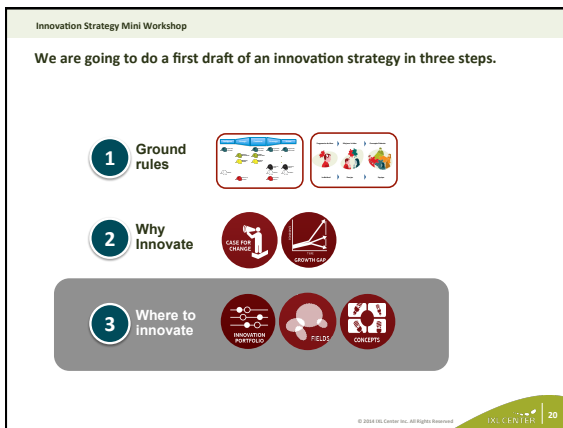 Innovation Strategy Mini Workshop
We are going to do a first draft of an innovation strategy in three steps.
1
Ground
rules
2
Why
Innovate
CASE FOR
CHANGE
GROWTH GAP
3
Where to
innovate
INNOVATION
PORTFOLIO
FIELDS
CONCEPTS
© 2014 IXL Center Inc. All Rights Reserved
IXL CENTER
20